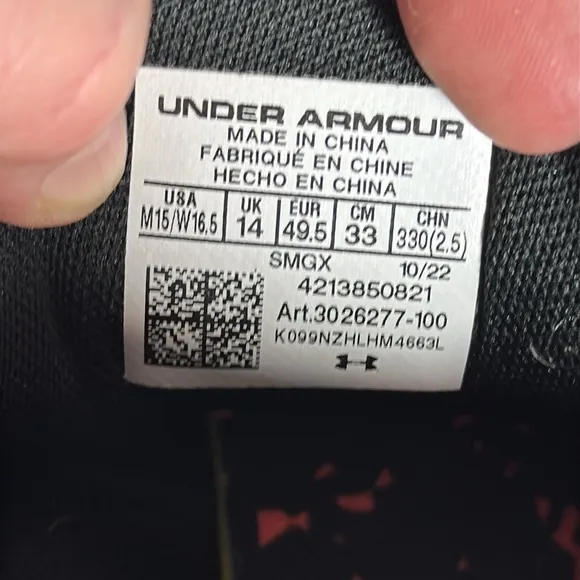 UNDER ARMOUR
MADE IN CHINA
FABRIQUÉ EN CHINE
HECHO EN CHINA
USA UK EUR CM CHN
M15/W16.5 14 49.5 33 330(2.5)
SMGX 10/22
4213850821
Art.3026277-100
K099NZHLHM4663L